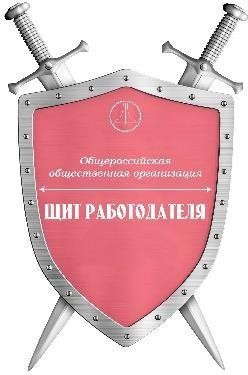 Общероссийская
общественная организация
ЩИТ РАБОТОДАТЕЛЯ